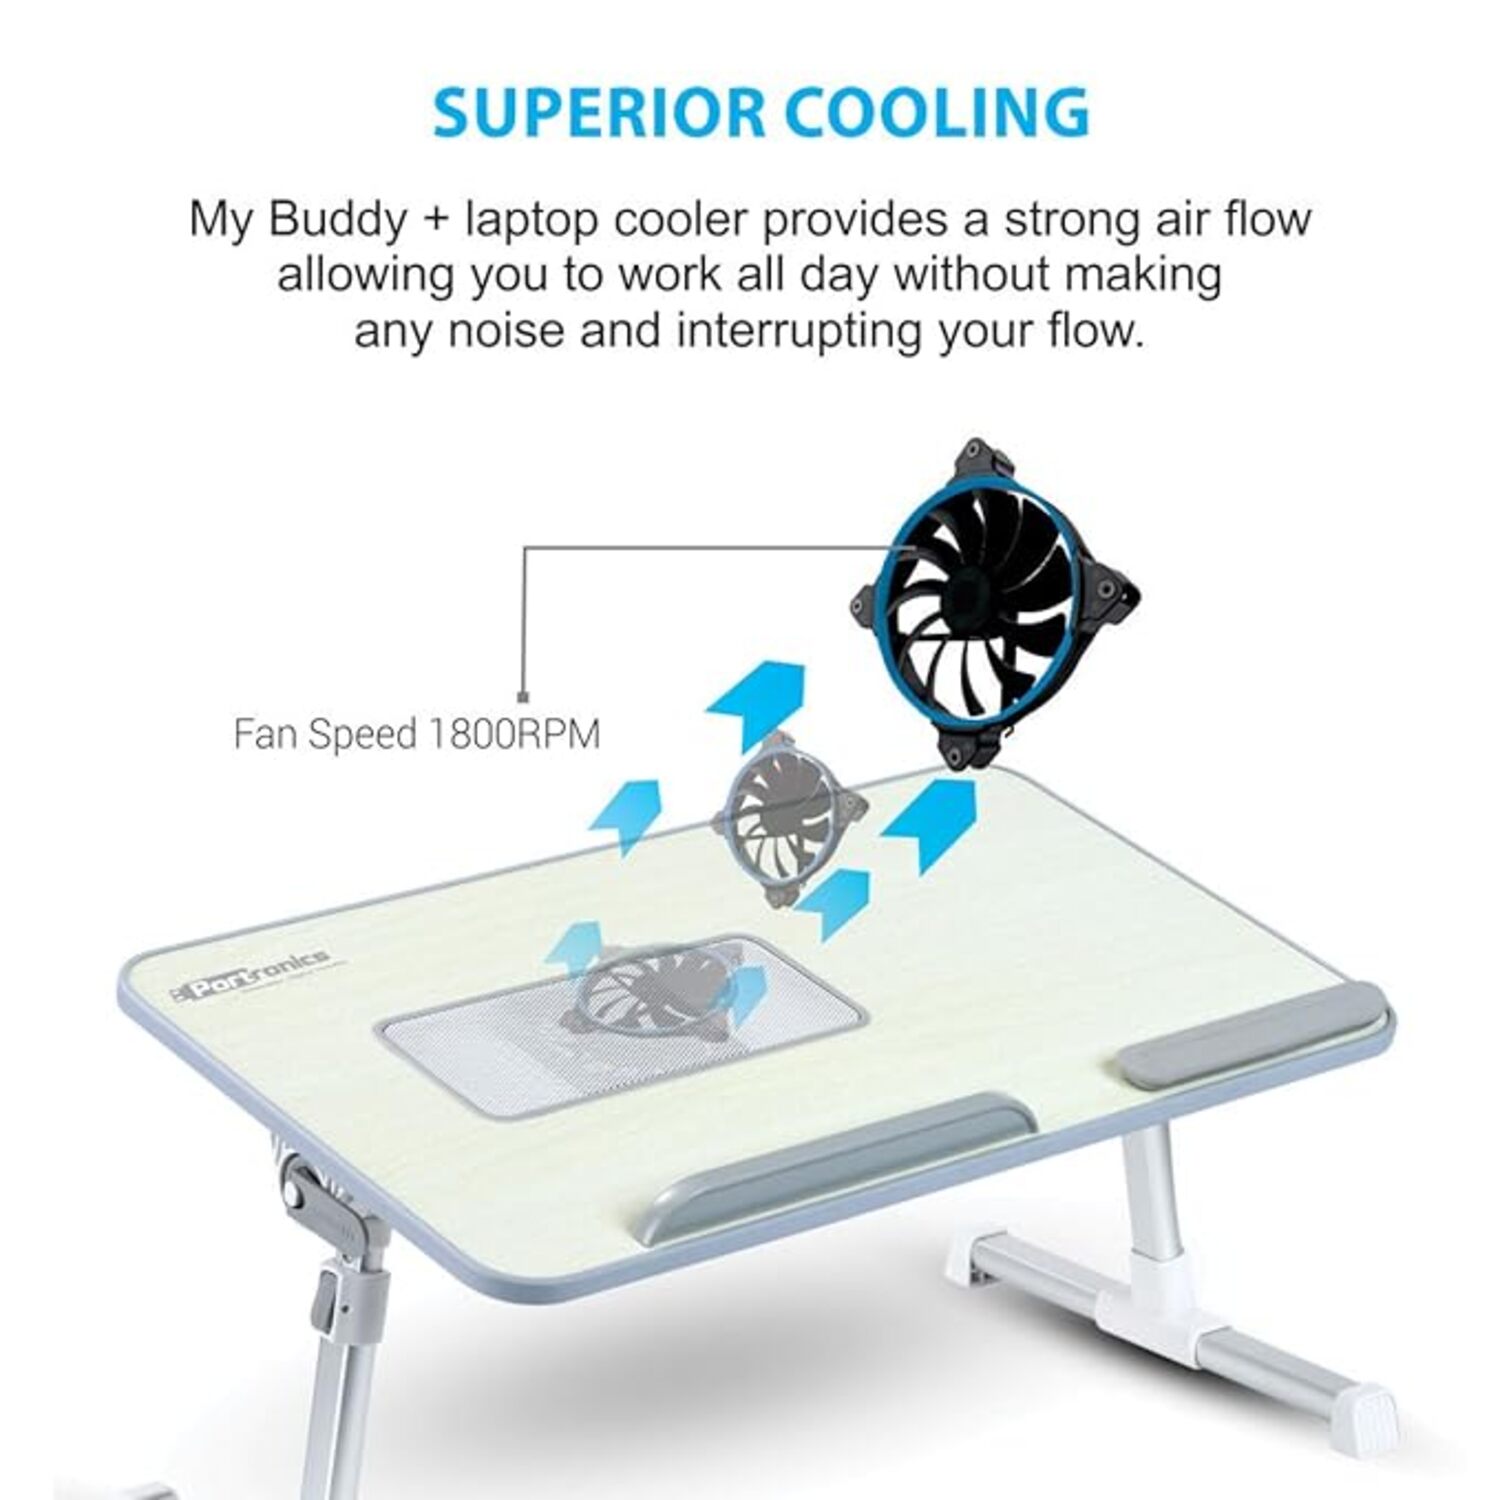 SUPERIOR COOLING
My Buddy + laptop cooler provides a strong air flow
allowing you to work all day without making
any noise and interrupting your flow.
Fan Speed 1800RPM
Portronics